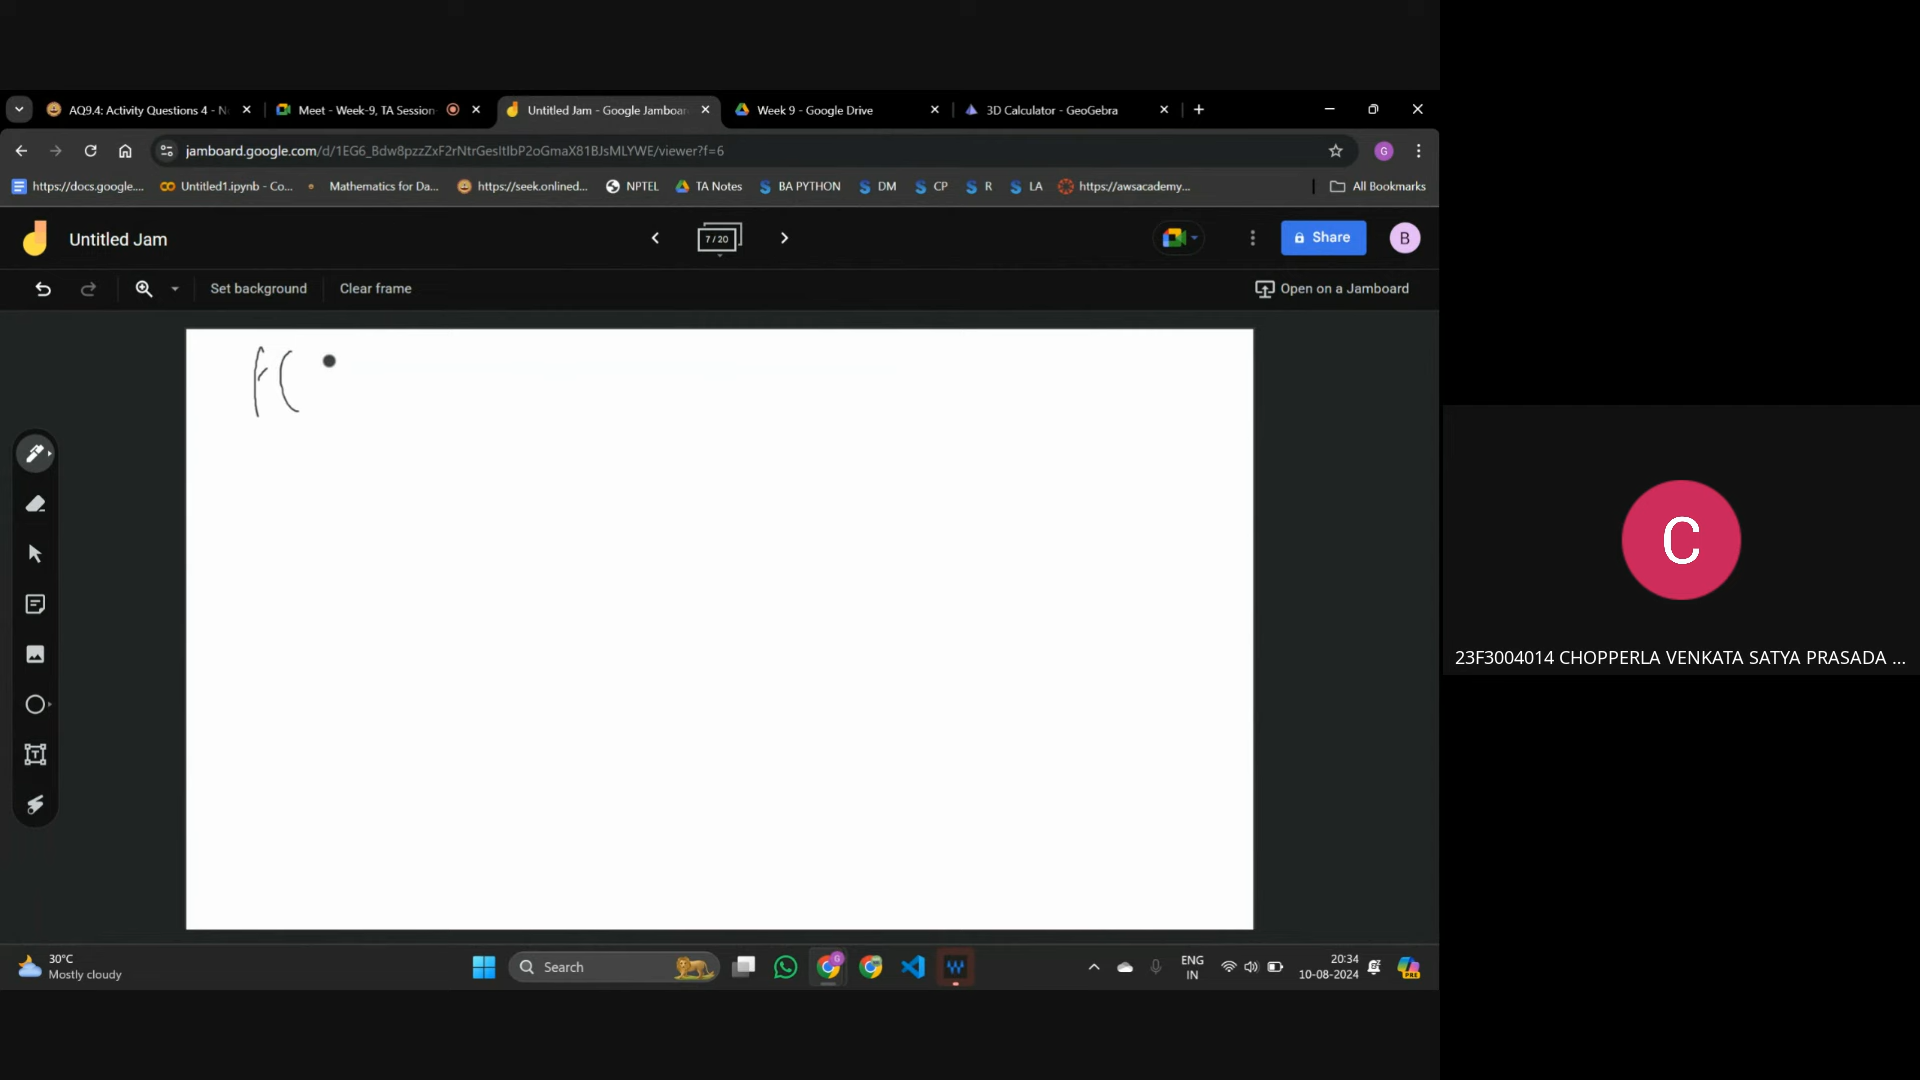 AQ9.4: Activity Questions 4 - N
Meet - Week-9, TA Session
Untitled Jam - Google Jamboar
Week 9 - Google Drive
3D Calculator - GeoGebra
jamboard.google.com/d/1EG6_Bdw8pzzZxF2rNtrGesItIbP2oGmaX81BJsMLYWE/viewer?f=6
G
https://docs.google....
Untitled1.ipynb - Co...
Mathematics for Da...
https://seek.onlined...
NPTEL
TA Notes
BA PYTHON
DM
CP
R
LA
https://awsacademy...
All Bookmarks
Untitled Jam
7 / 20
Share
B
Set background
Clear frame
Open on a Jamboard
f(
C
23F3004014 CHOPPERLA VENKATA SATYA PRASADA ...
30°C
Mostly cloudy
Search
ENG
IN
20:34
10-08-2024